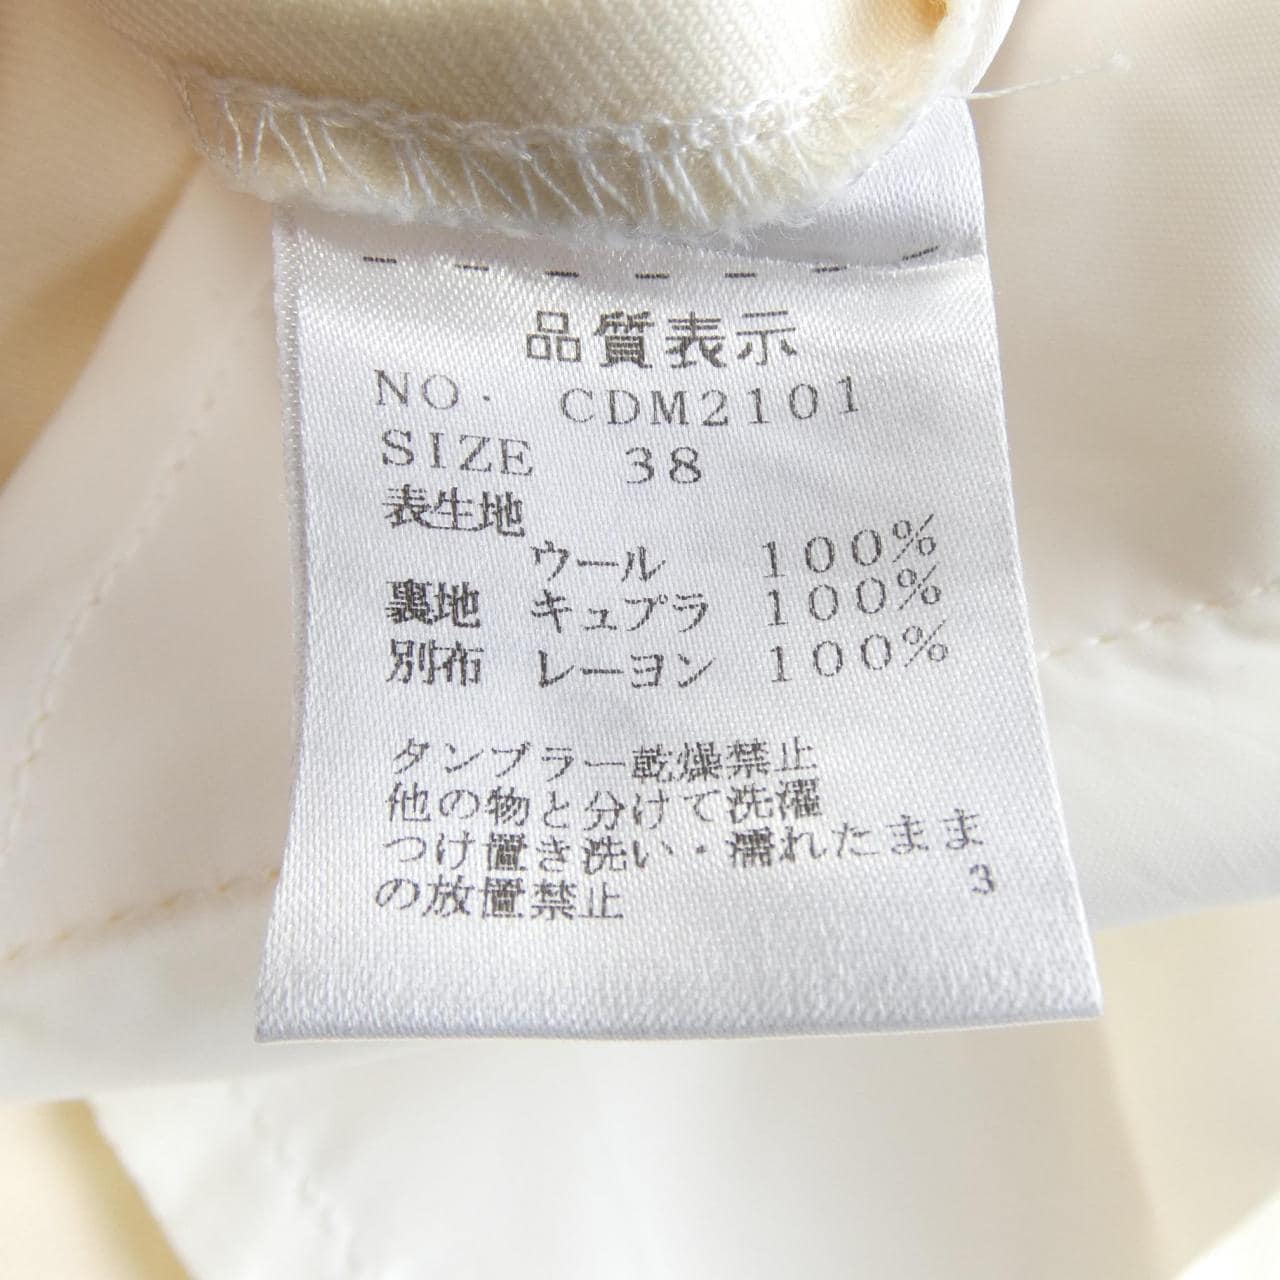 品質表示
NO. CDM2101
SIZE 38
表生地
ウール 100%
裏地 キュプラ 100%
別布 レーヨン 100%
タンブラー乾燥禁止
他の物と分けて洗濯
つけ置き洗い・濡れたまま
の放置禁止
3